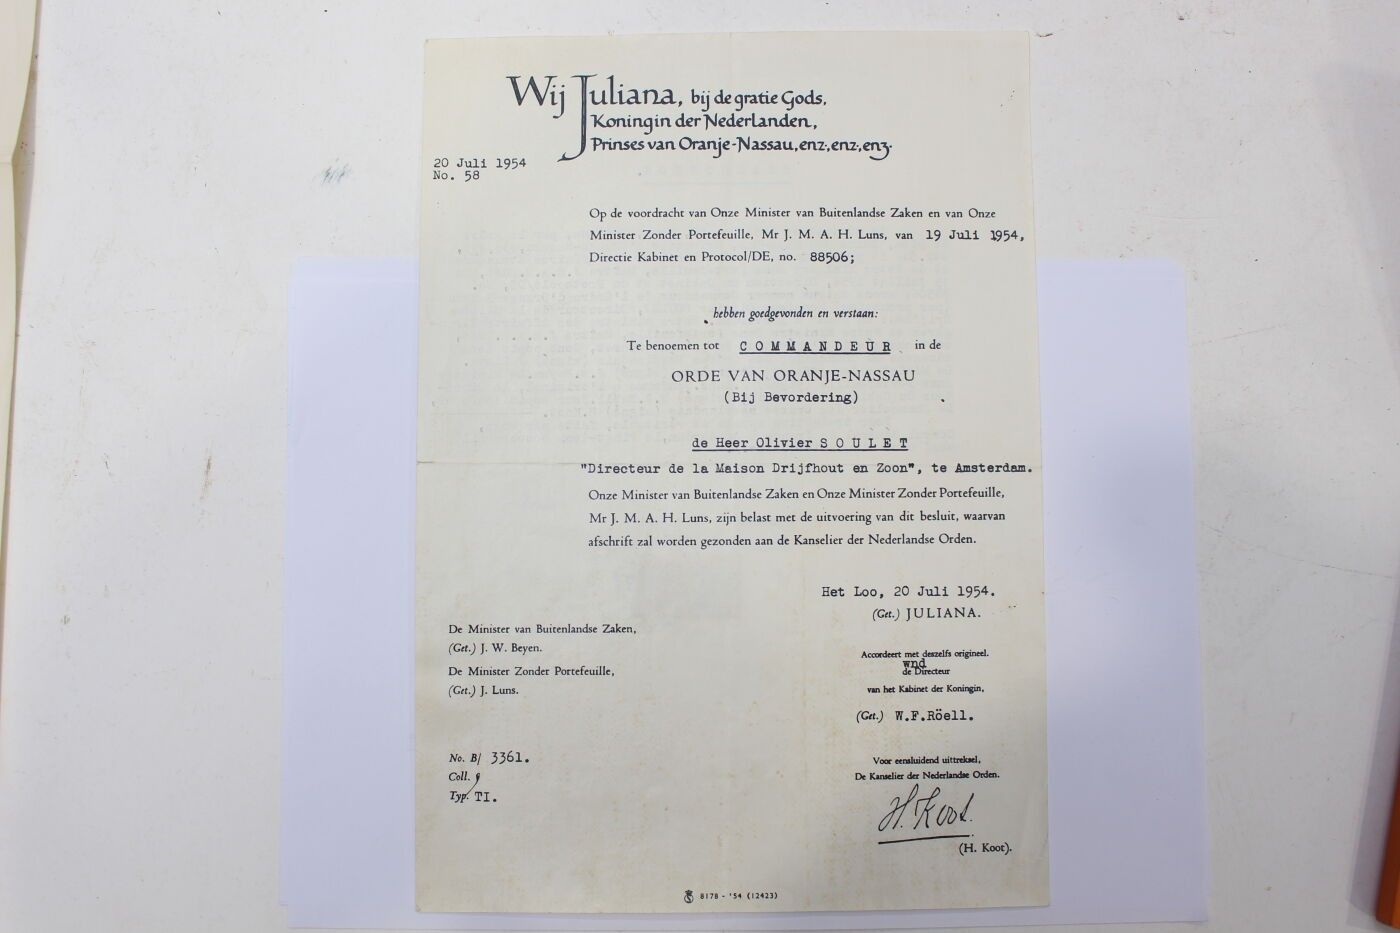 Wij Juliana, bij de gratie Gods,
Koningin der Nederlanden,
Prinses van Oranje-Nassau, enz., enz., enz.
20 Juli 1954
No. 58
Op de voordracht van Onze Minister van Buitenlandse Zaken en van Onze
Minister Zonder Portefeuille, Mr J. M. A. H. Luns, van 19 Juli 1954,
Directie Kabinet en Protocol/DE, no. 88506;
hebben goedgevonden en verstaan:
Te benoemen tot COMMANDEUR in de
ORDE VAN ORANJE-NASSAU
(Bij Bevordering)
de Heer Olivier SOULET
"Directeur de la Maison Drijfhout en Zoon", te Amsterdam.
Onze Minister van Buitenlandse Zaken en Onze Minister Zonder Portefeuille,
Mr J. M. A. H. Luns, zijn belast met de uitvoering van dit besluit, waarvan
afschrift zal worden gezonden aan de Kanselier der Nederlandse Orden.
Het Loo, 20 Juli 1954.
(Get.) JULIANA.
De Minister van Buitenlandse Zaken,
(Get.) J. W. Beyen.
De Minister Zonder Portefeuille,
(Get.) J. Luns.
Accordeert met deszelfs origineel.
wnd
de Directeur
van het Kabinet der Koningin,
(Get.) W.F.Röell.
No. B/ 3361.
Coll.
Typ. TI.
Voor eensluidend uittreksel,
De Kanselier der Nederlandse Orden.
H. Koot.
(H. Koot).
8178 - '54 (12423)